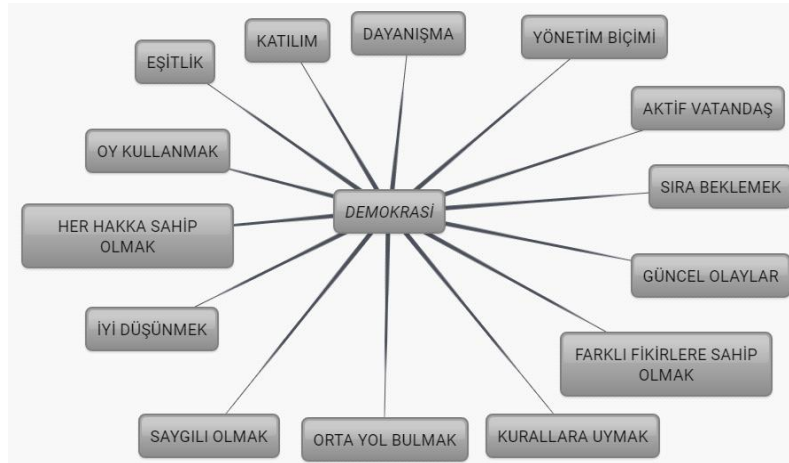 DAYANIŞMA
KATILIM
YÖNETİM BİÇİMİ
EŞİTLİK
AKTİF VATANDAŞ
OY KULLANMAK
SIRA BEKLEMEK
DEMOKRASİ
HER HAKKA SAHİP
OLMAK
GÜNCEL OLAYLAR
İYİ DÜŞÜNMEK
FARKLI FİKİRLERE SAHİP
OLMAK
SAYGILI OLMAK
ORTA YOL BULMAK
KURALLARA UYMAK